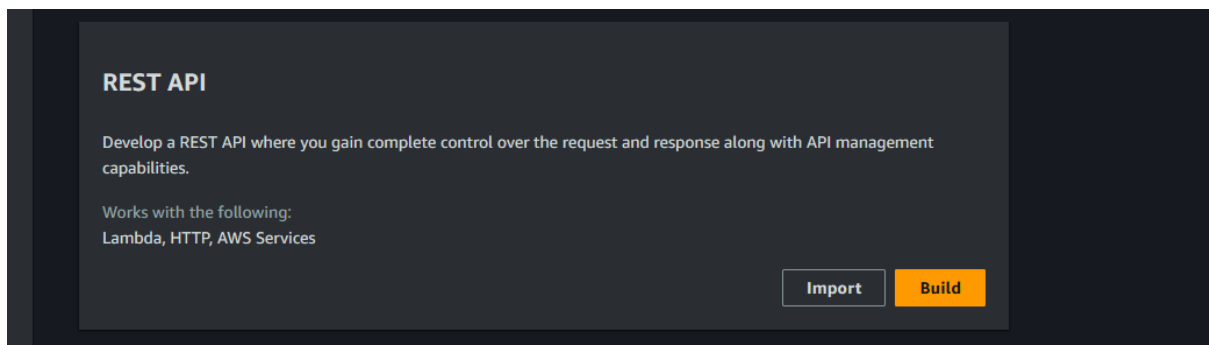 REST API
Develop a REST API where you gain complete control over the request and response along with API management
capabilities.
Works with the following:
Lambda, HTTP, AWS Services
Import Build